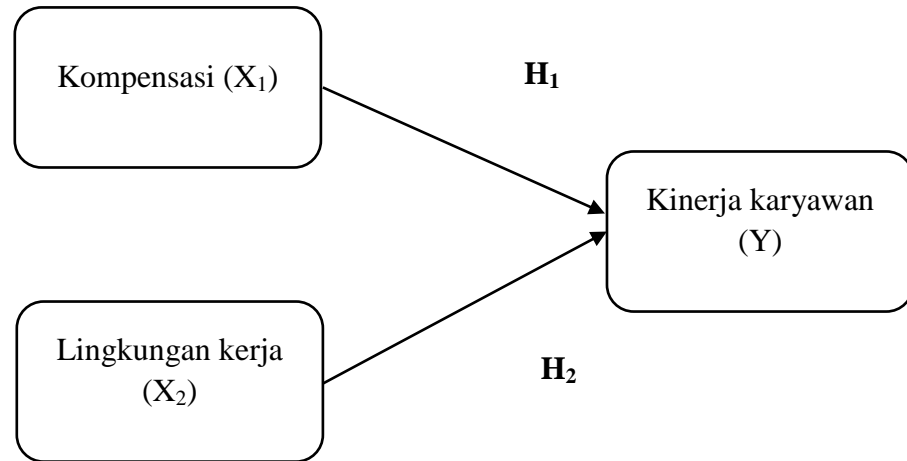 Kompensasi (X₁)
H₁
Kinerja karyawan
(Y)
Lingkungan kerja
(X₂)
H₂